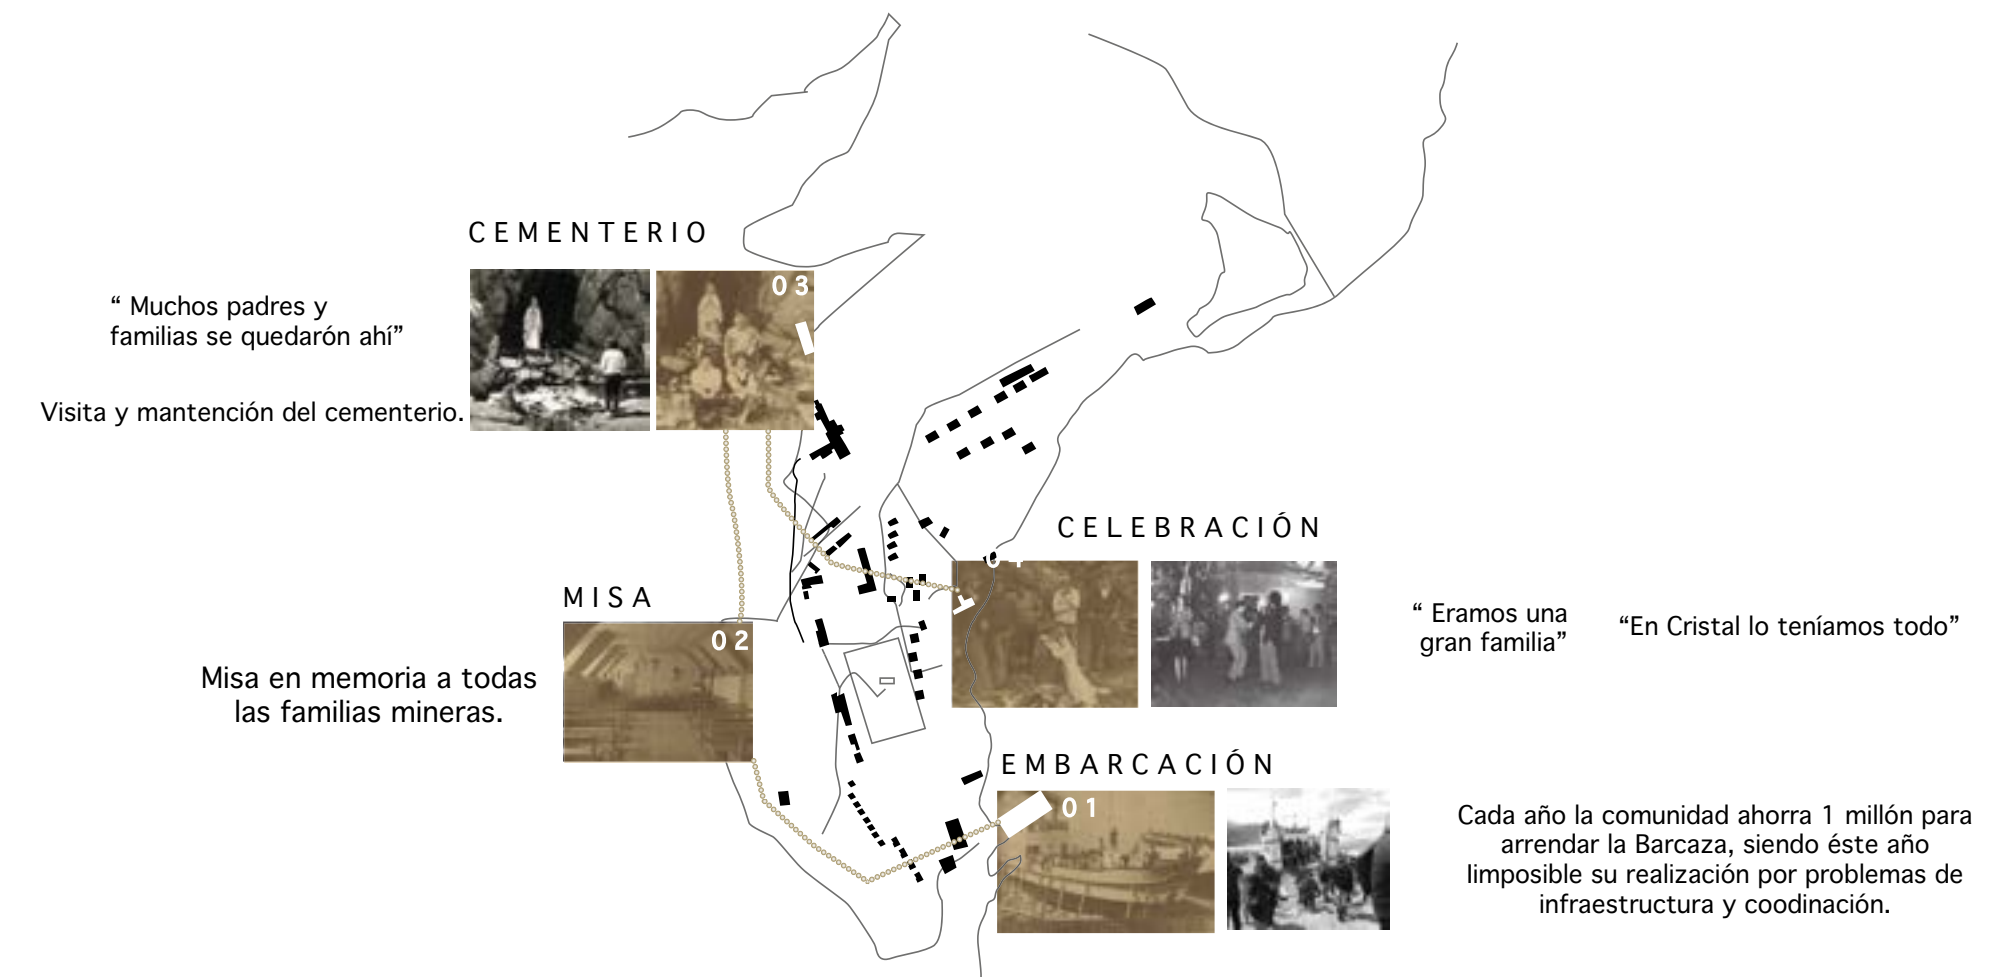 CEMENTERIO
03
“ Muchos padres y
familias se quedarón ahí”
Visita y mantención del cementerio.
CELEBRACIÓN
04
“ Eramos una
gran familia”
“En Cristal lo teníamos todo”
MISA
02
Misa en memoria a todas
las familias mineras.
EMBARCACIÓN
01
Cada año la comunidad ahorra 1 millón para
arrendar la Barcaza, siendo éste año
limposible su realización por problemas de
infraestructura y coodinación.